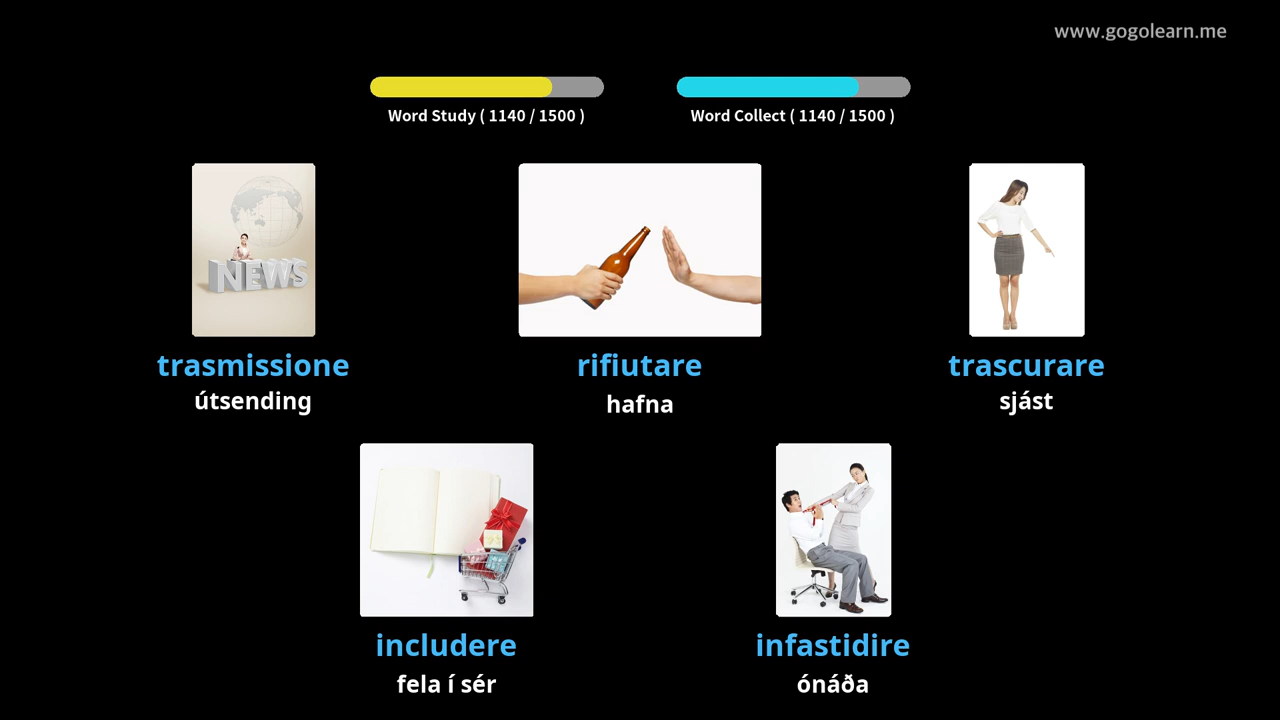 www.gogolearn.me
Word Study ( 1140 / 1500 )
Word Collect ( 1140 / 1500 )
NEWS
trasmissione
útsending
rifiutare
hafna
trascurare
sjást
includere
fela í sér
infastidire
ónáða